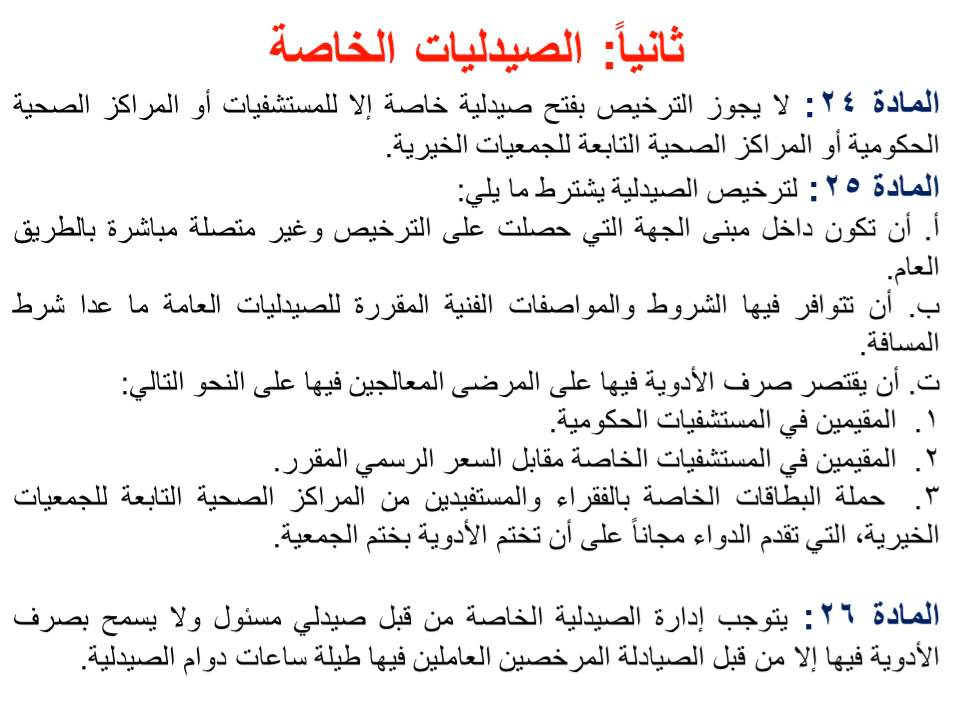 ثانياً: الصيدليات الخاصة
المادة ٢٤: لا يجوز الترخيص بفتح صيدلية خاصة إلا للمستشفيات أو المراكز الصحية
الحكومية أو المراكز الصحية التابعة للجمعيات الخيرية.
المادة ٢٥: لترخيص الصيدلية يشترط ما يلي:
أ. أن تكون داخل مبنى الجهة التي حصلت على الترخيص وغير متصلة مباشرة بالطريق
العام.
ب. أن تتوافر فيها الشروط والمواصفات الفنية المقررة للصيدليات العامة ما عدا شرط
المسافة.
ت. أن يقتصر صرف الأدوية فيها على المرضى المعالجين فيها على النحو التالي:
١. المقيمين في المستشفيات الحكومية.
٢. المقيمين في المستشفيات الخاصة مقابل السعر الرسمي المقرر.
٣. حملة البطاقات الخاصة بالفقراء والمستفيدين من المراكز الصحية التابعة للجمعيات
الخيرية، التي تقدم الدواء مجاناً على أن تختم الأدوية بختم الجمعية.
المادة ٢٦: يتوجب إدارة الصيدلية الخاصة من قبل صيدلي مسئول ولا يسمح بصرف
الأدوية فيها إلا من قبل الصيادلة المرخصين العاملين فيها طيلة ساعات دوام الصيدلية.